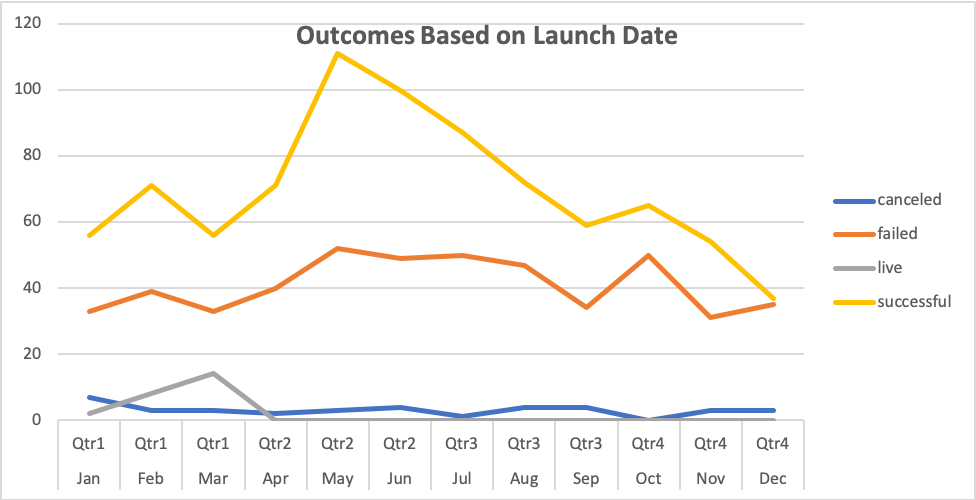 Outcomes Based on Launch Date
120
100
80
60
40
20
0
Qtr1 Qtr1 Qtr1 Qtr2 Qtr2 Qtr2 Qtr3 Qtr3 Qtr3 Qtr4 Qtr4 Qtr4
Jan Feb Mar Apr May Jun Jul Aug Sep Oct Nov Dec
canceled
failed
live
successful